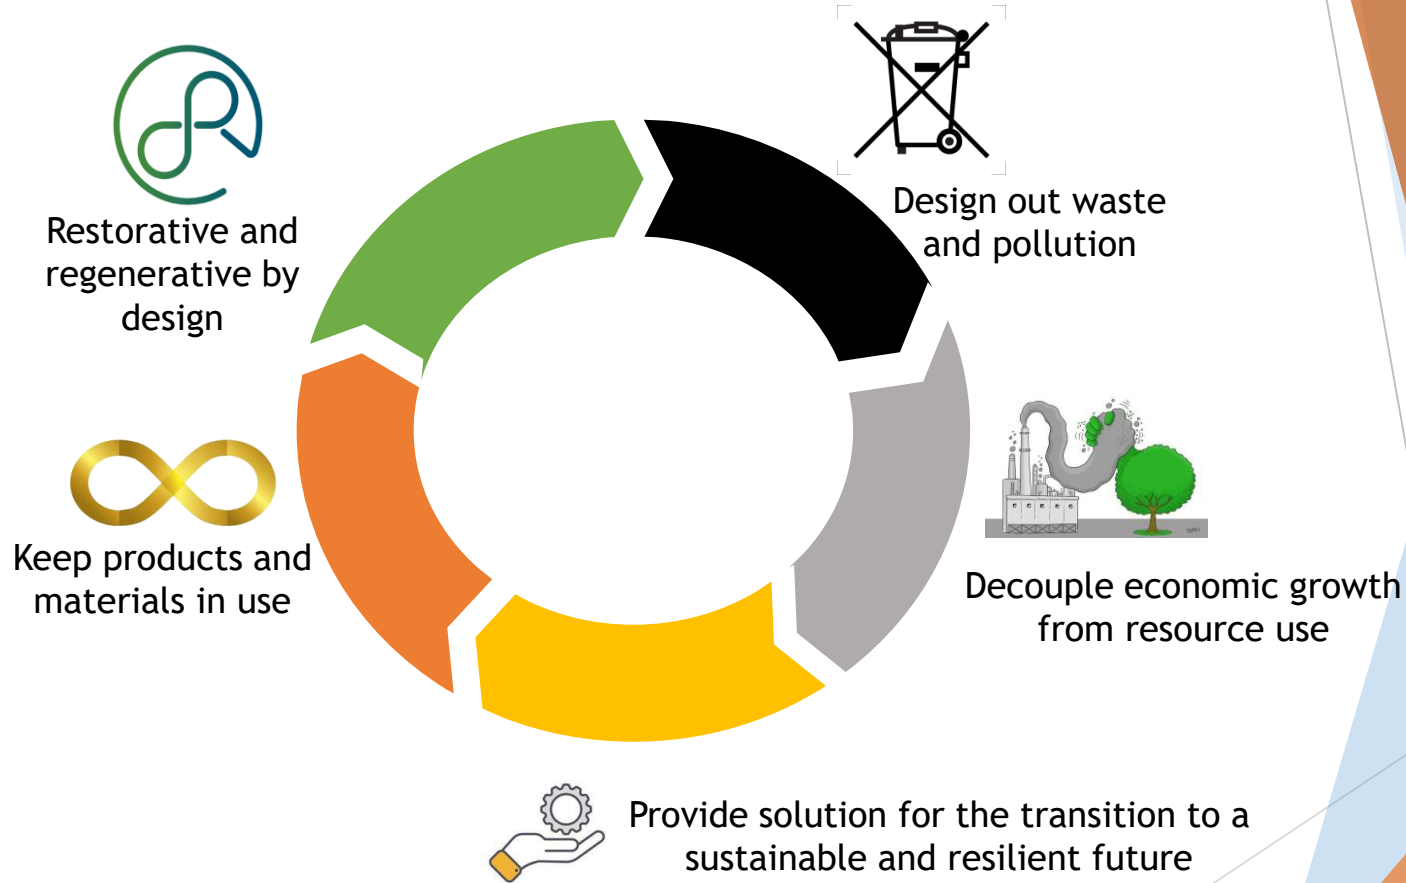 Design out waste
and pollution
Decouple economic growth
from resource use
Provide solution for the transition to a
sustainable and resilient future
Keep products and
materials in use
Restorative and
regenerative by
design